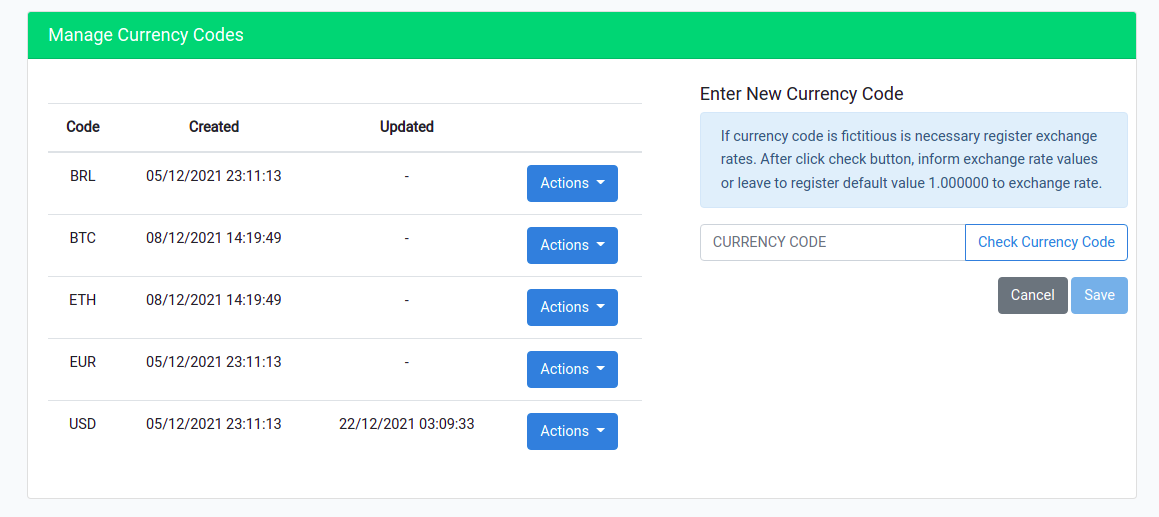 Manage Currency Codes
Code Created Updated
BRL 05/12/2021 23:11:13 - Actions
BTC 08/12/2021 14:19:49 - Actions
ETH 08/12/2021 14:19:49 - Actions
EUR 05/12/2021 23:11:13 - Actions
USD 05/12/2021 23:11:13 22/12/2021 03:09:33 Actions
Enter New Currency Code
If currency code is fictitious is necessary register exchange
rates. After click check button, inform exchange rate values
or leave to register default value 1.000000 to exchange rate.
CURRENCY CODE Check Currency Code
Cancel Save